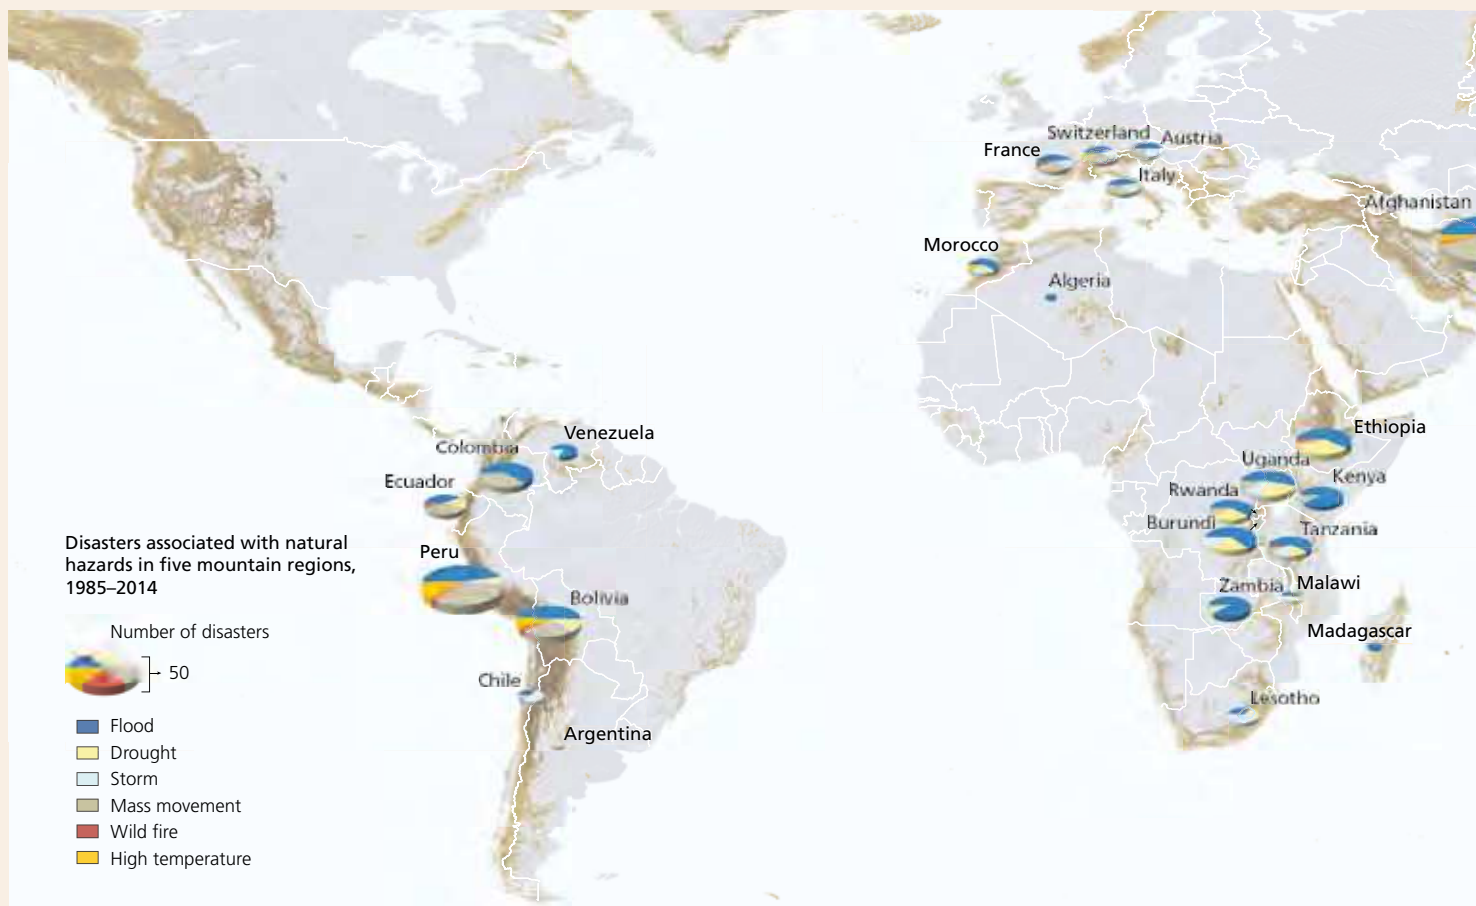 Switzerland
Austria
France
Italy
Afghanistan
Morocco
Algeria
Venezuela
Colombia
Ecuador
Ethiopia
Uganda
Kenya
Rwanda
Burundi
Tanzania
Peru
Bolivia
Zambia
Malawi
Madagascar
Chile
Lesotho
Argentina
Disasters associated with natural
hazards in five mountain regions,
1985–2014
Number of disasters
50
Flood
Drought
Storm
Mass movement
Wild fire
High temperature